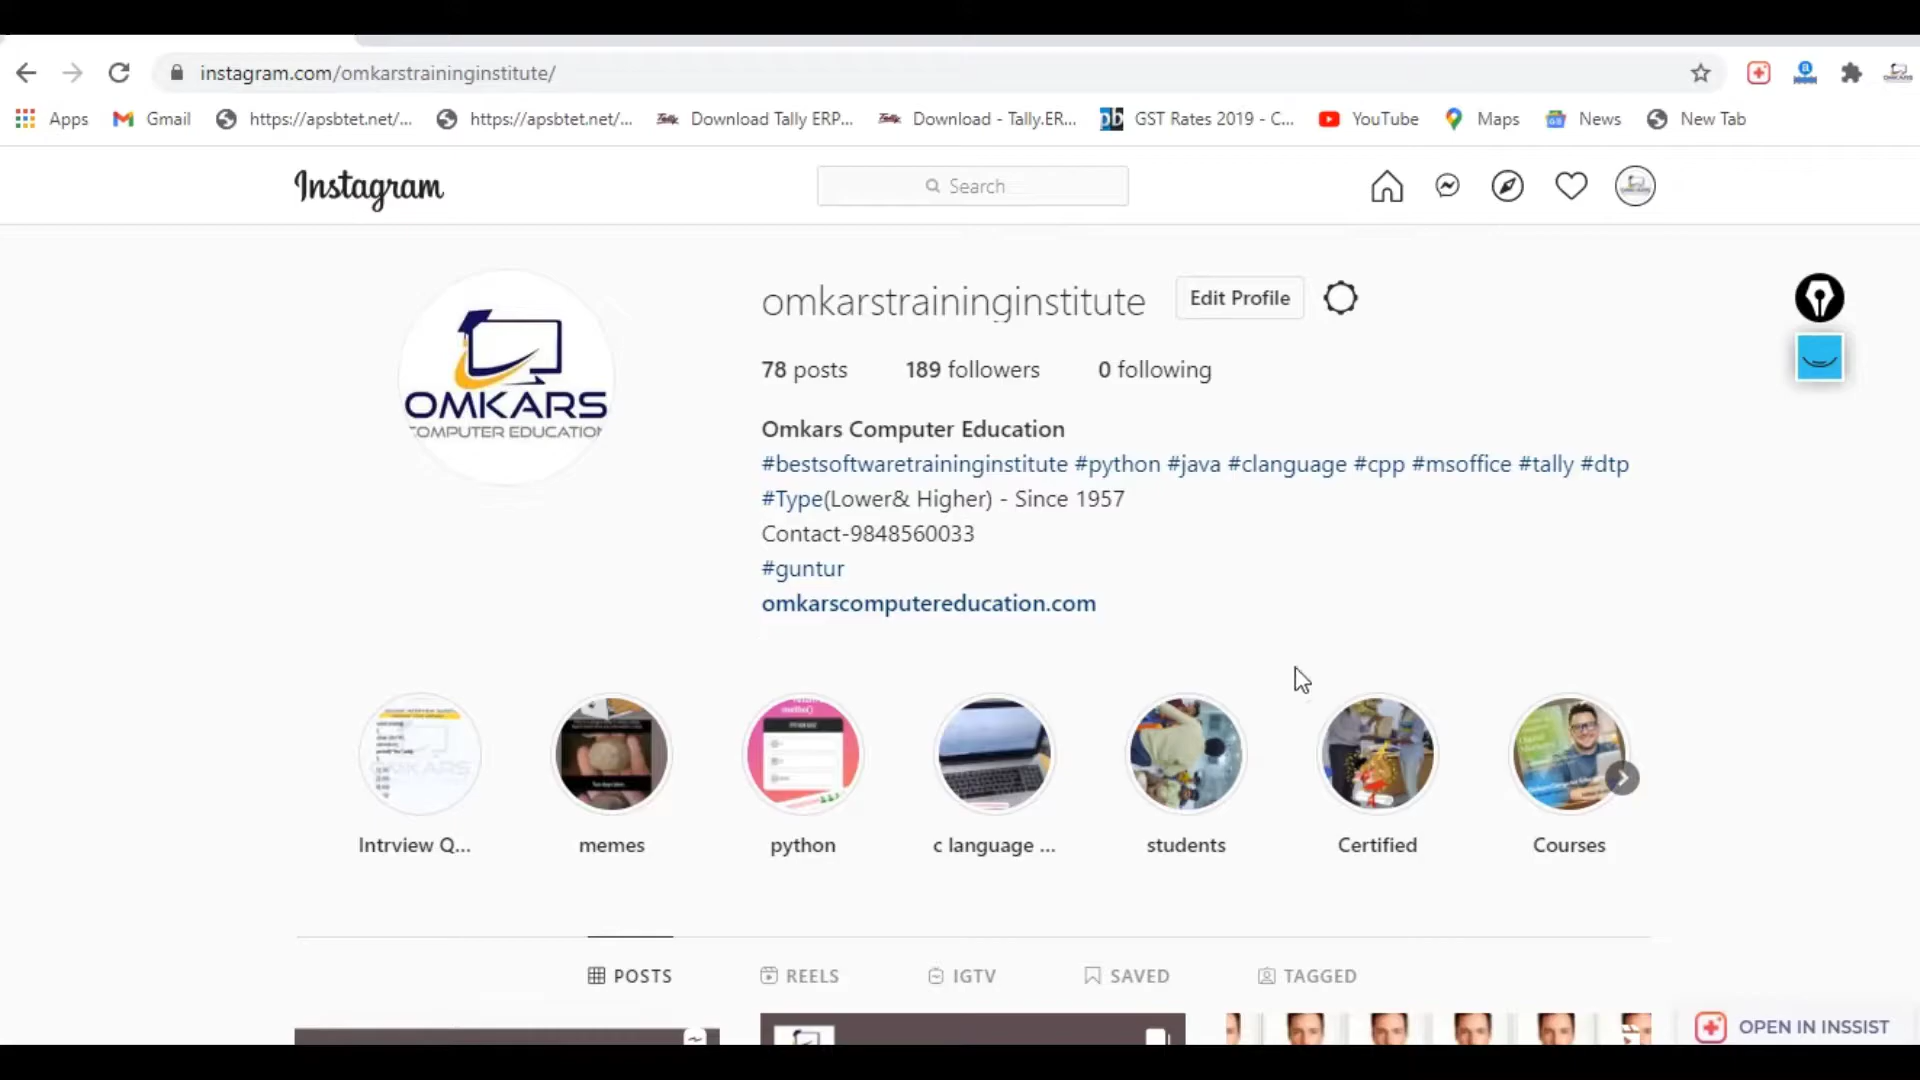 instagram.com/omkarstraininginstitute/
Apps Gmail https://apsbtet.net/... https://apsbtet.net/... Download Tally ERP... Download - Tally.ER... GST Rates 2019 - C... YouTube Maps News New Tab
Instagram
Search
omkarstraininginstitute Edit Profile
78 posts 189 followers 0 following
OMKARS
COMPUTER EDUCATION
Omkars Computer Education
#bestsoftwaretraininginstitute #python #java #clanguage #cpp #msoffice #tally #dtp
#Type(Lower& Higher) - Since 1957
Contact-9848560033
#guntur
omkarscomputereducation.com
Intrview Q... memes python c language ... students Certified Courses
POSTS REELS IGTV SAVED TAGGED
OPEN IN INSSIST